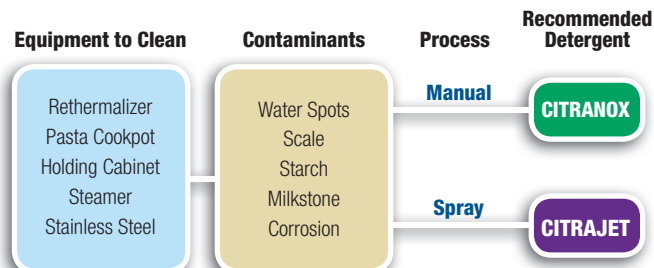 Equipment to Clean
Contaminants
Process
Recommended
Detergent
Rethermalizer
Pasta Cookpot
Holding Cabinet
Steamer
Stainless Steel
Water Spots
Scale
Starch
Milkstone
Corrosion
Manual
CITRANOX
Spray
CITRAJET